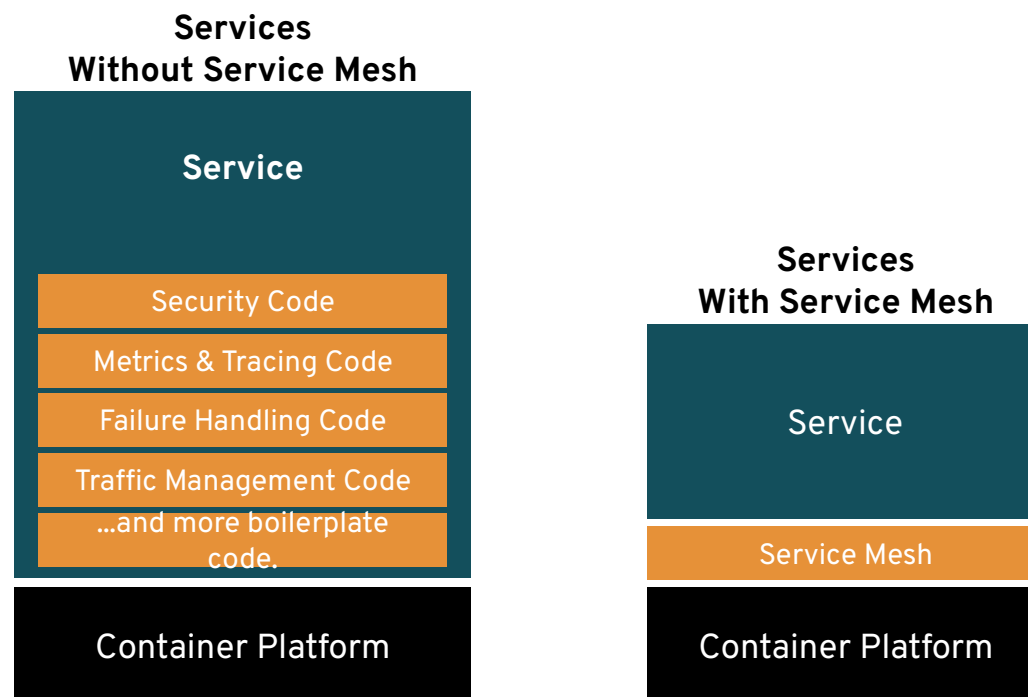 Services
Without Service Mesh
Service
Security Code
Metrics & Tracing Code
Failure Handling Code
Traffic Management Code
...and more boilerplate
code.
Container Platform
Services
With Service Mesh
Service
Service Mesh
Container Platform